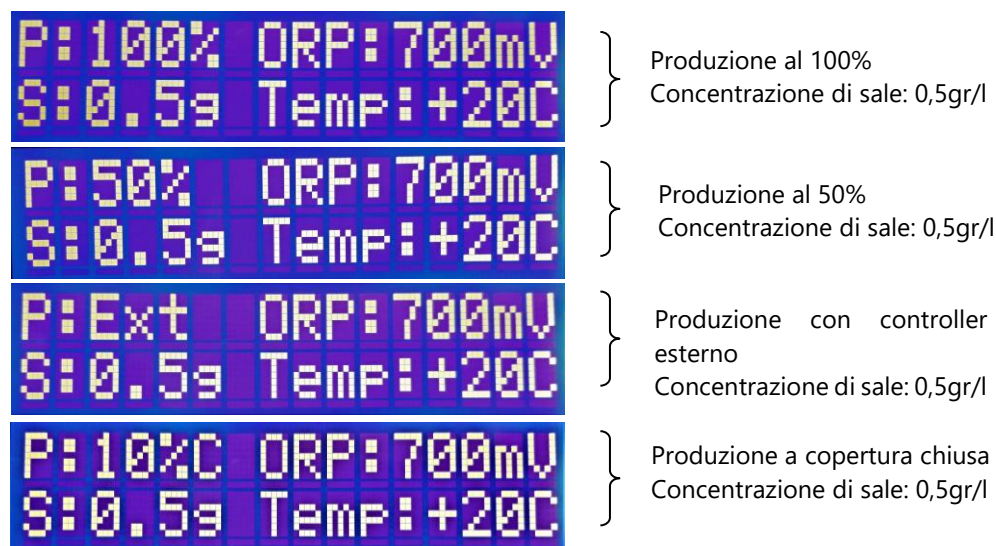 P:100% ORP:700mV
S:0.5g Temp:+20C
Produzione al 100%
Concentrazione di sale: 0,5gr/l
P:50% ORP:700mV
S:0.5g Temp:+20C
Produzione al 50%
Concentrazione di sale: 0,5gr/l
P:Ext ORP:700mV
S:0.5g Temp:+20C
Produzione con controller
esterno
Concentrazione di sale: 0,5gr/l
P:10%C ORP:700mV
S:0.5g Temp:+20C
Produzione a copertura chiusa
Concentrazione di sale: 0,5gr/l